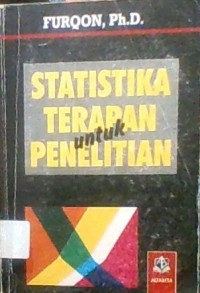 FURQON, Ph.D.
STATISTIKA
TERAPAN
untuk
PENELITIAN
ALFABETA